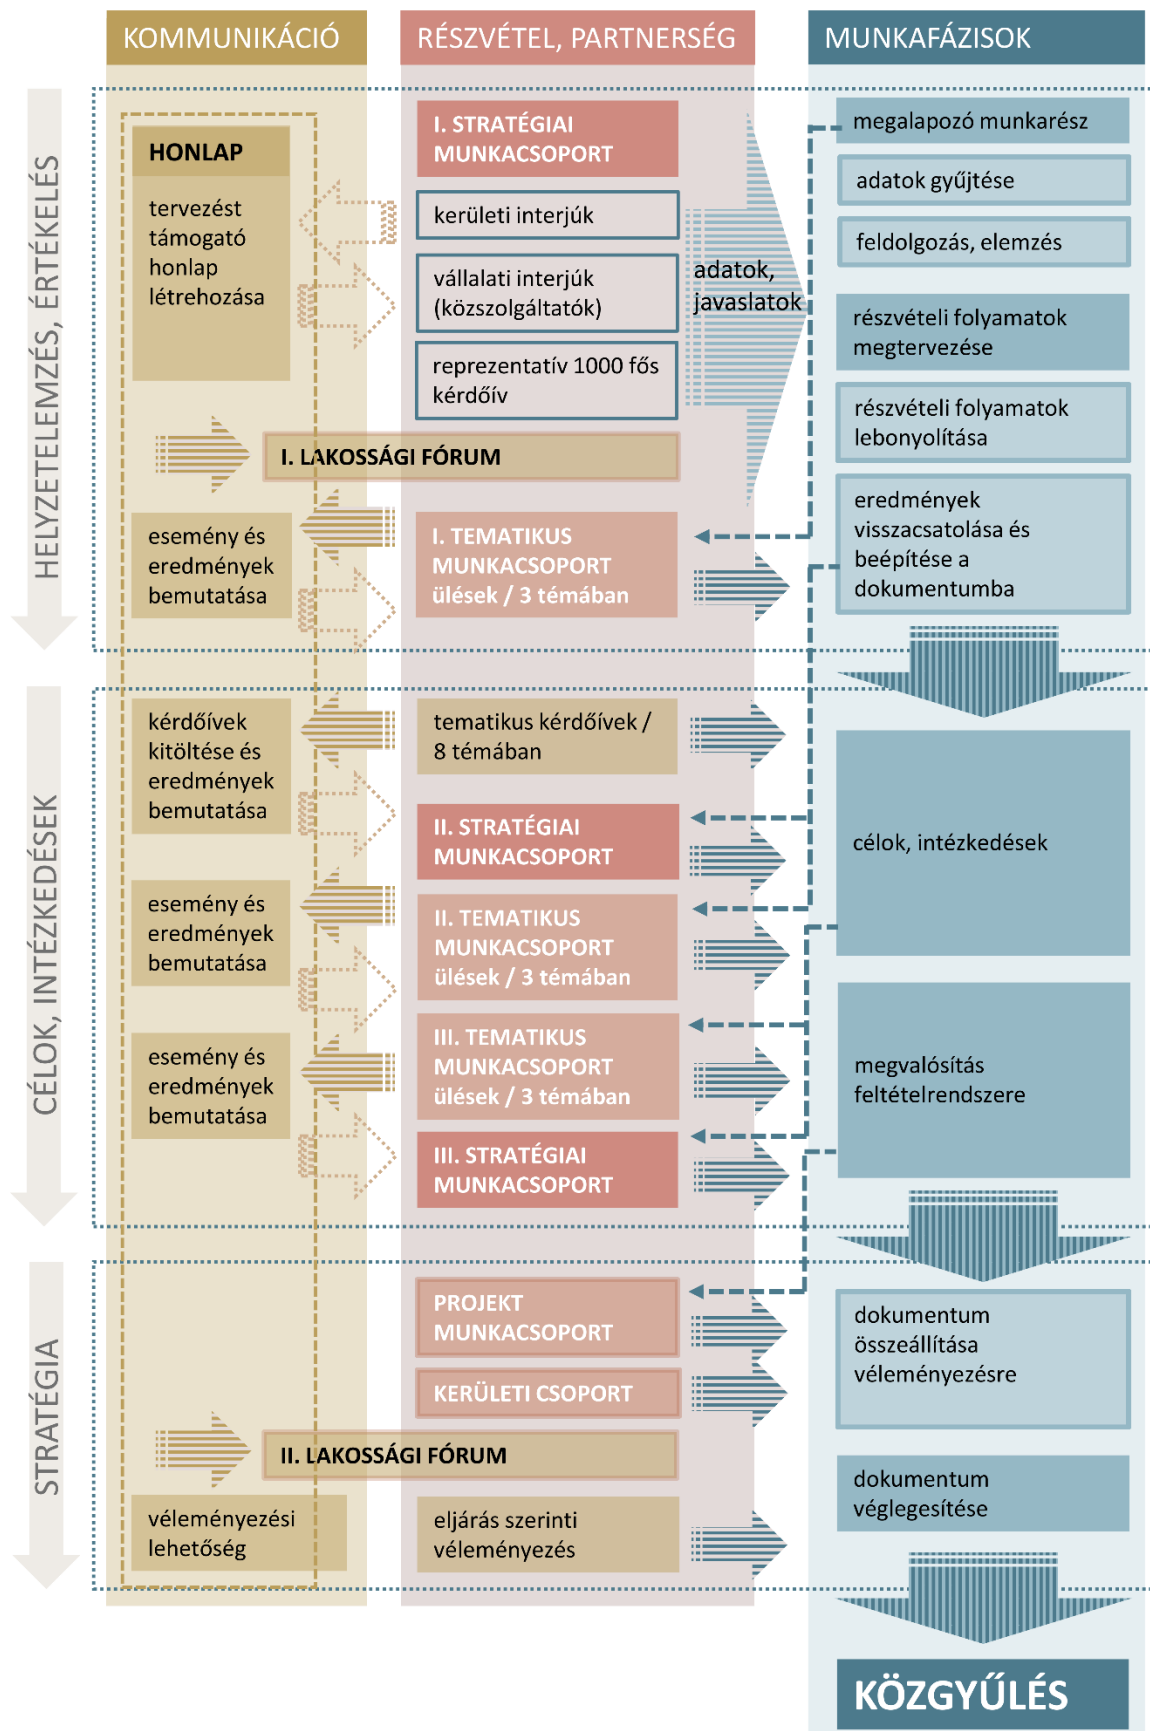 KOMMUNIKÁCIÓ
RÉSZVÉTEL, PARTNERSÉG
MUNKAFÁZISOK
HELYZETELEMZÉS, ÉRTÉKELÉS
HONLAP
tervezést
támogató
honlap
létrehozása
I. STRATÉGIAI
MUNKACSOPORT
kerületi interjúk
vállalati interjúk
(közszolgáltatók)
reprezentatív 1000 fős
kérdőív
adatok,
javaslatok
megalapozó munkarész
adatok gyűjtése
feldolgozás, elemzés
részvételi folyamatok
megtervezése
részvételi folyamatok
lebonyolítása
eredmények
visszacsatolása és
beépítése a
dokumentumba
I. LAKOSSÁGI FÓRUM
esemény és
eredmények
bemutatása
I. TEMATIKUS
MUNKACSOPORT
ülések / 3 témában
CÉLOK, INTÉZKEDÉSEK
kérdőívek
kitöltése és
eredmények
bemutatása
tematikus kérdőívek /
8 témában
II. STRATÉGIAI
MUNKACSOPORT
célok, intézkedések
esemény és
eredmények
bemutatása
II. TEMATIKUS
MUNKACSOPORT
ülések / 3 témában
esemény és
eredmények
bemutatása
III. TEMATIKUS
MUNKACSOPORT
ülések / 3 témában
megvalósítás
feltételrendszere
III. STRATÉGIAI
MUNKACSOPORT
STRATÉGIA
PROJEKT
MUNKACSOPORT
KERÜLETI CSOPORT
dokumentum
összeállítása
véleményezésre
II. LAKOSSÁGI FÓRUM
véleményezési
lehetőség
eljárás szerinti
véleményezés
dokumentum
véglegesítése
KÖZGYŰLÉS